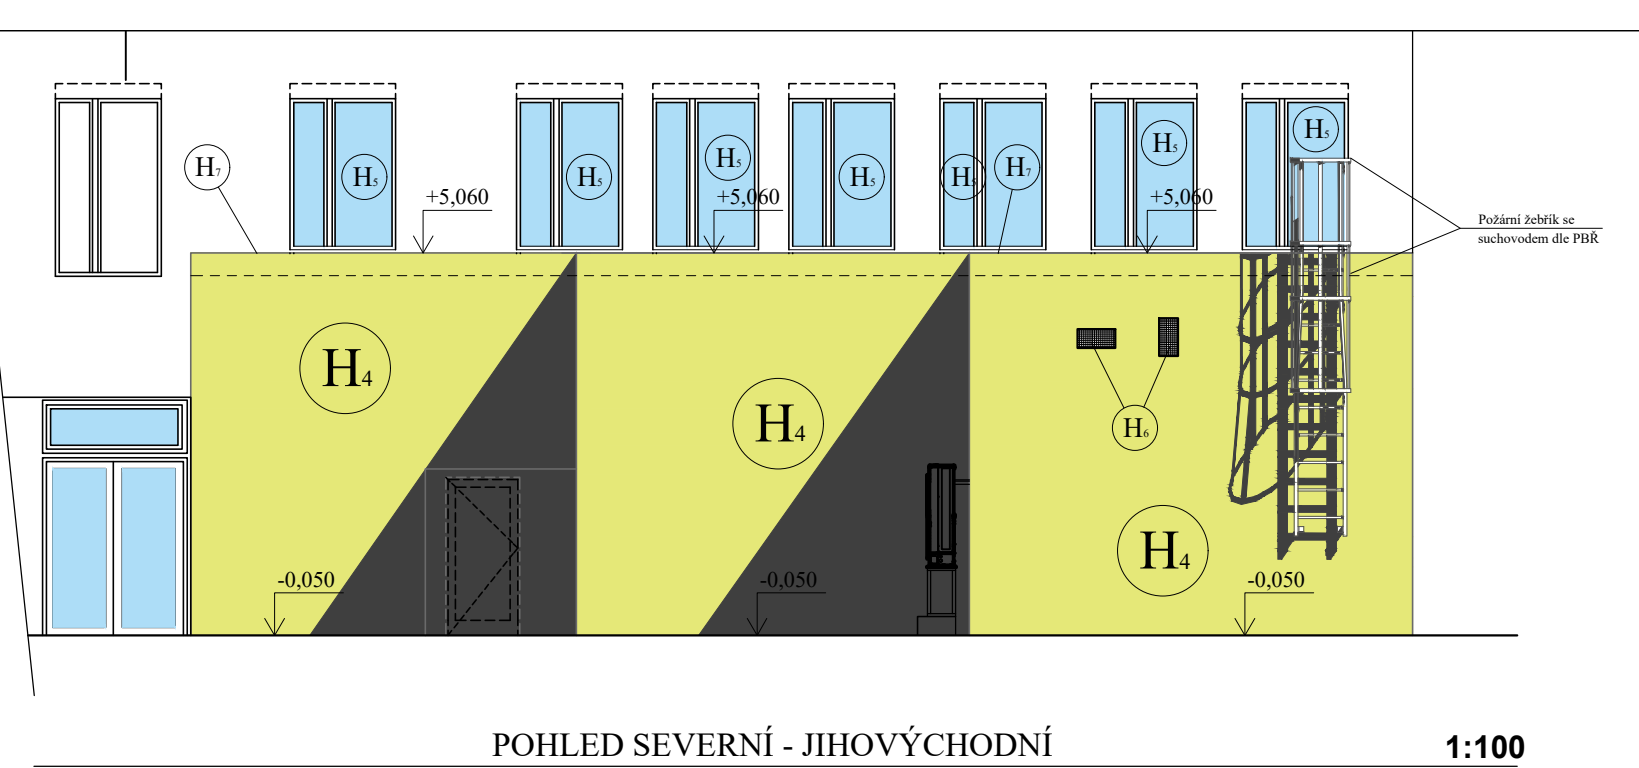 H5
H5
H5
H5
H7
H5
H5
H5
H7
+5,060
+5,060
+5,060
Požární žebřík se
suchovodem dle PBŘ
H4
H4
H6
H4
-0,050
-0,050
-0,050
POHLED SEVERNÍ - JIHOVÝCHODNÍ
1:100